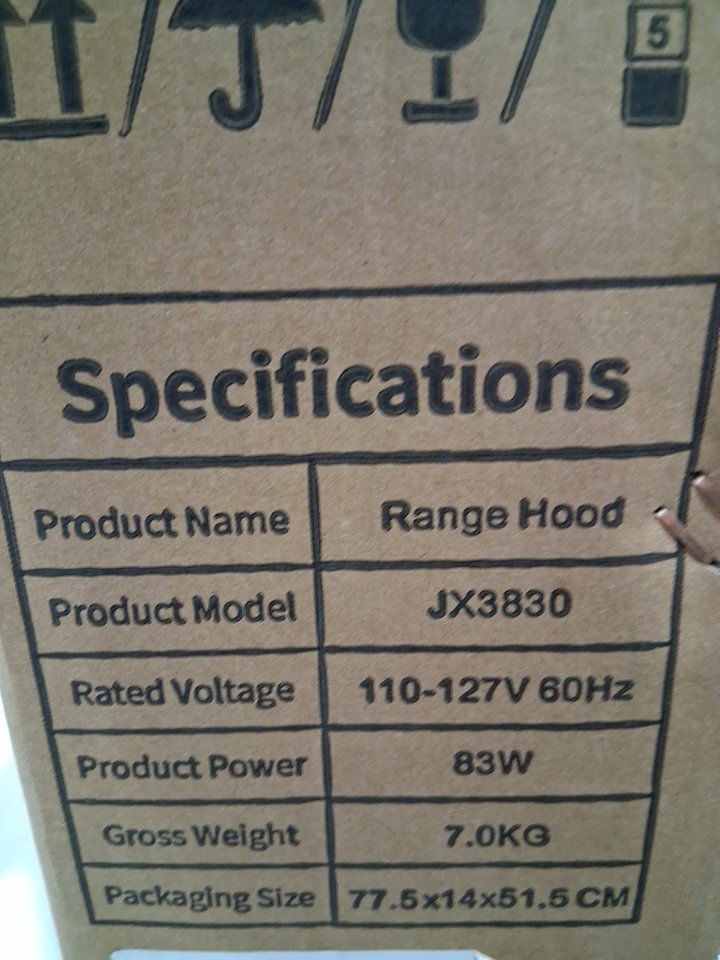 5
Specifications
Product Name Range Hood
Product Model JX3830
Rated Voltage 110-127V 60Hz
Product Power 83W
Gross Weight 7.0KG
Packaging Size 77.5x14x51.5 CM